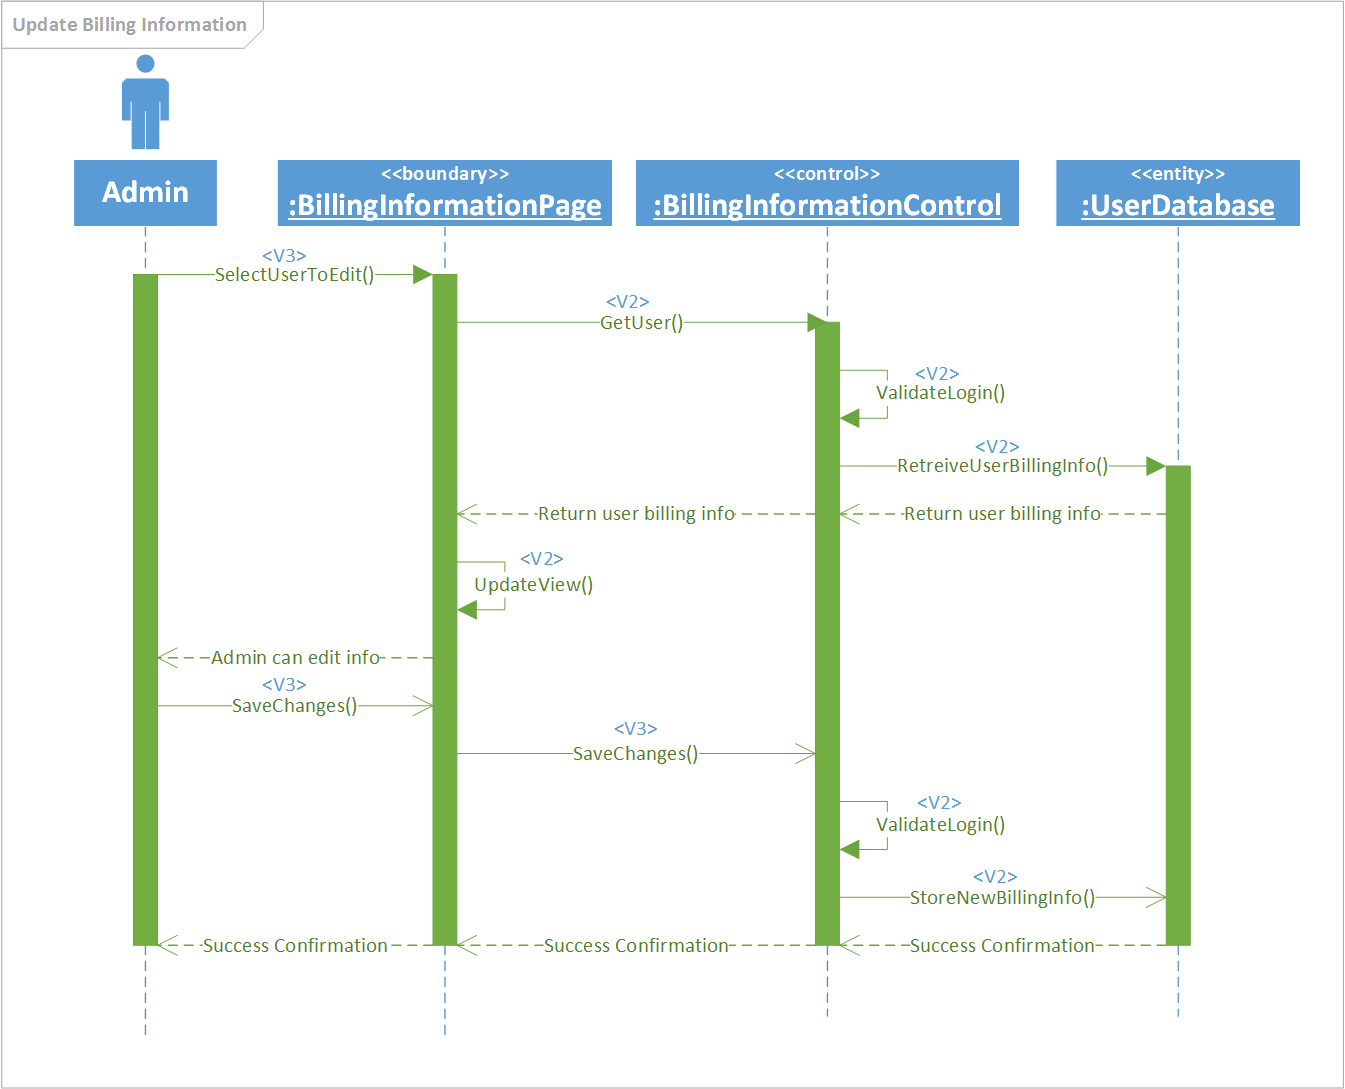 Update Billing Information
Admin
<<boundary>>
:BillingInformationPage
<<control>>
:BillingInformationControl
<<entity>>
:UserDatabase
<V3>
SelectUserToEdit()
<V2>
GetUser()
<V2>
ValidateLogin()
<V2>
RetreiveUserBillingInfo()
Return user billing info
Return user billing info
<V2>
UpdateView()
Admin can edit info
<V3>
SaveChanges()
<V3>
SaveChanges()
<V2>
ValidateLogin()
<V2>
StoreNewBillingInfo()
Success Confirmation
Success Confirmation
Success Confirmation